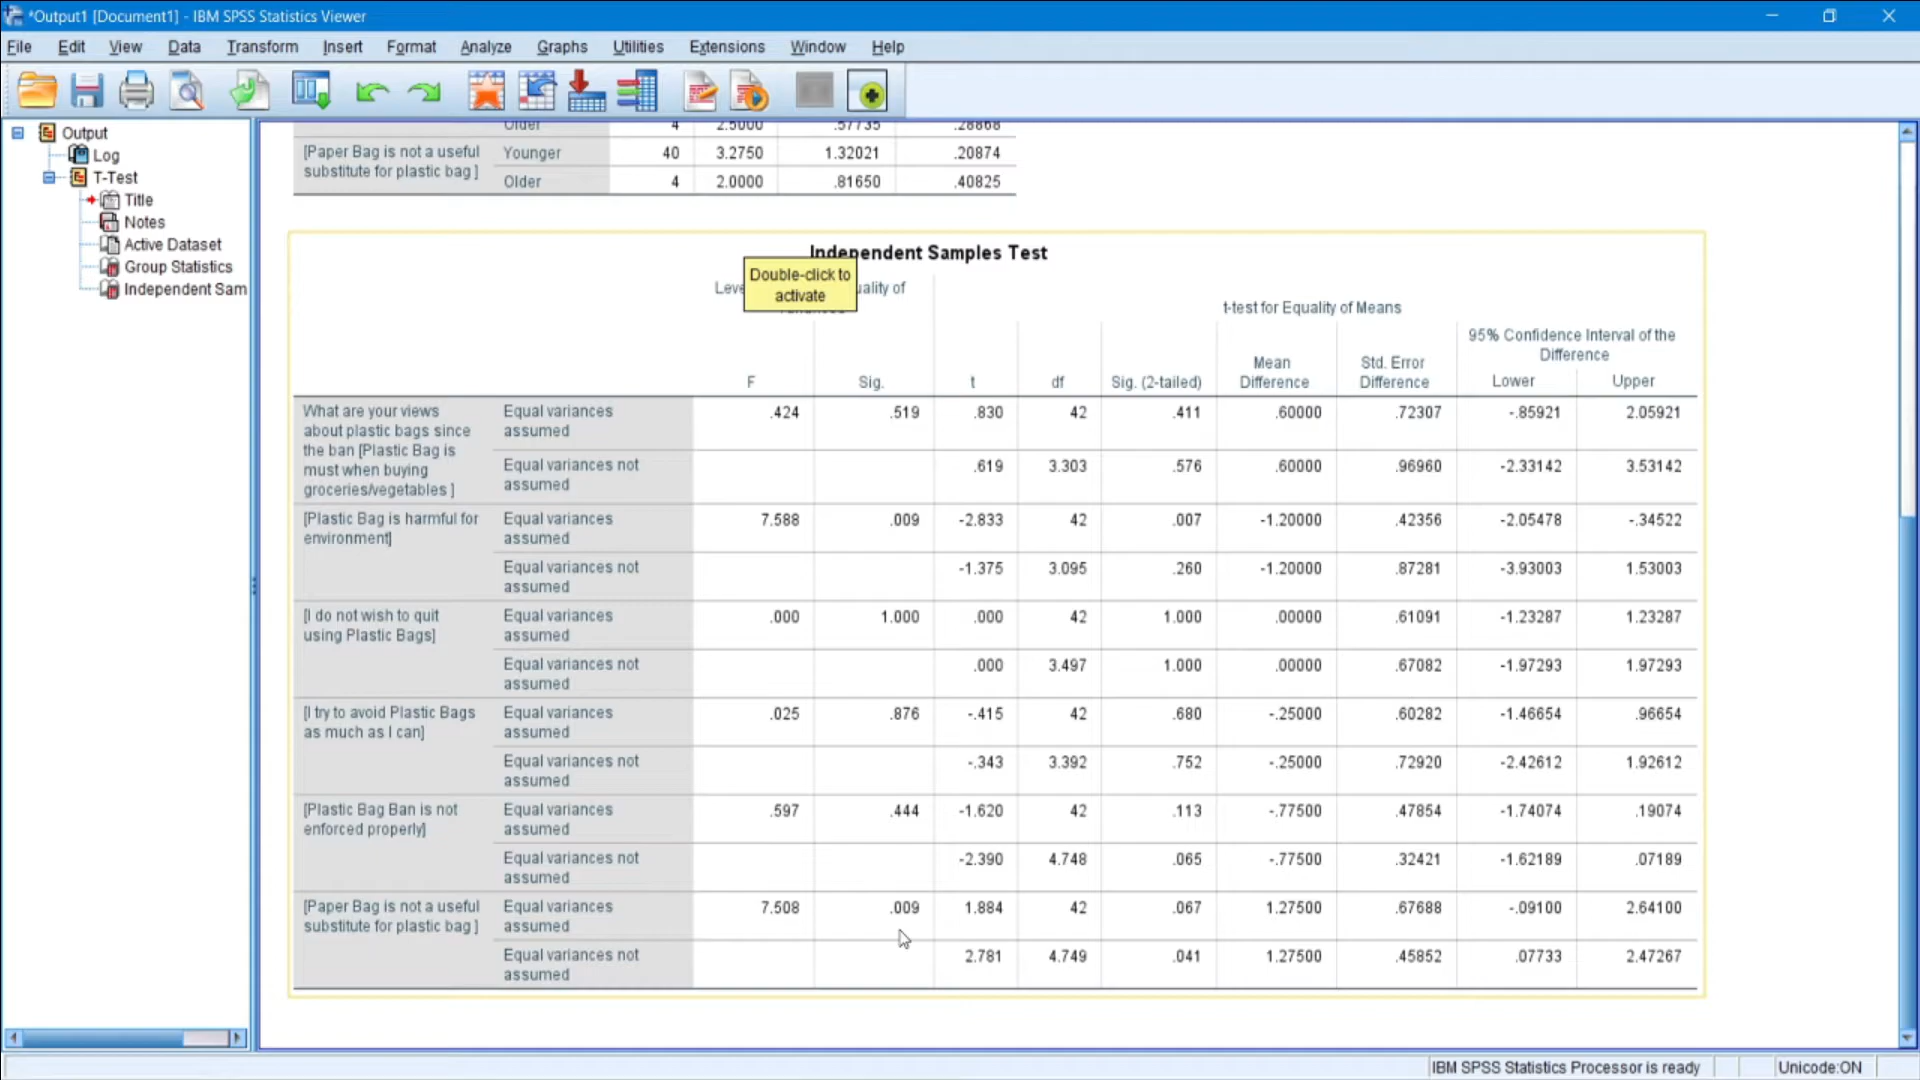 *Output1 [Document1] - IBM SPSS Statistics Viewer
File Edit View Data Transform Insert Format Analyze Graphs Utilities Extensions Window Help
Output
Log
T-Test
Title
Notes
Active Dataset
Group Statistics
Independent Sam
Older 4 2.5000 .57735 .28868
[Paper Bag is not a useful substitute for plastic bag ] Younger 40 3.2750 1.32021 .20874
Older 4 2.0000 .81650 .40825
Independent Samples Test
Double-click to
activate
t-test for Equality of Means
95% Confidence Interval of the
Difference
F Sig. t df Sig. (2-tailed) Mean Difference Std. Error Difference Lower Upper
What are your views about plastic bags since the ban [Plastic Bag is must when buying groceries/vegetables ] Equal variances assumed .424 .519 .830 42 .411 .60000 .72307 -.85921 2.05921
Equal variances not assumed .619 3.303 .576 .60000 .96960 -2.33142 3.53142
[Plastic Bag is harmful for environment] Equal variances assumed 7.588 .009 -2.833 42 .007 -1.20000 .42356 -2.05478 -.34522
Equal variances not assumed -1.375 3.095 .260 -1.20000 .87281 -3.93003 1.53003
[I do not wish to quit using Plastic Bags] Equal variances assumed .000 1.000 .000 42 1.000 .00000 .61091 -1.23287 1.23287
Equal variances not assumed .000 3.497 1.000 .00000 .67082 -1.97293 1.97293
[I try to avoid Plastic Bags as much as I can] Equal variances assumed .025 .876 -.415 42 .680 -.25000 .60282 -1.46654 .96654
Equal variances not assumed -.343 3.392 .752 -.25000 .72920 -2.42612 1.92612
[Plastic Bag Ban is not enforced properly] Equal variances assumed .597 .444 -1.620 42 .113 -.77500 .47854 -1.74074 .19074
Equal variances not assumed -2.390 4.748 .065 -.77500 .32421 -1.62189 .07189
[Paper Bag is not a useful substitute for plastic bag ] Equal variances assumed 7.508 .009 1.884 42 .067 1.27500 .67688 -.09100 2.64100
Equal variances not assumed 2.781 4.749 .041 1.27500 .45852 .07733 2.47267
IBM SPSS Statistics Processor is ready Unicode:ON